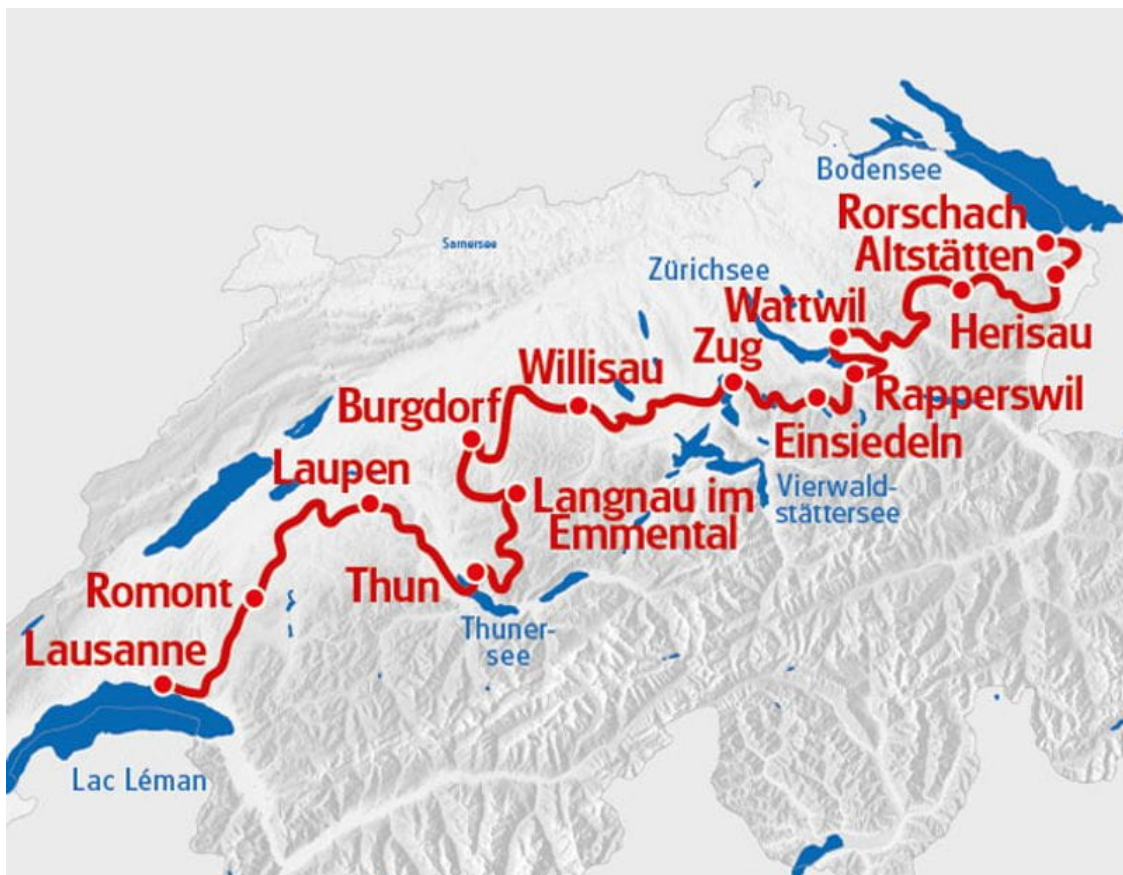 Bodensee
Rorschach
Altstätten
Sarnersee
Zürichsee
Wattwil
Herisau
Zug
Willisau
Rapperswil
Burgdorf
Einsiedeln
Laupen
Langnau im
Emmental
Vierwald-
stättersee
Thun
Romont
Thuner-
see
Lausanne
Lac Léman